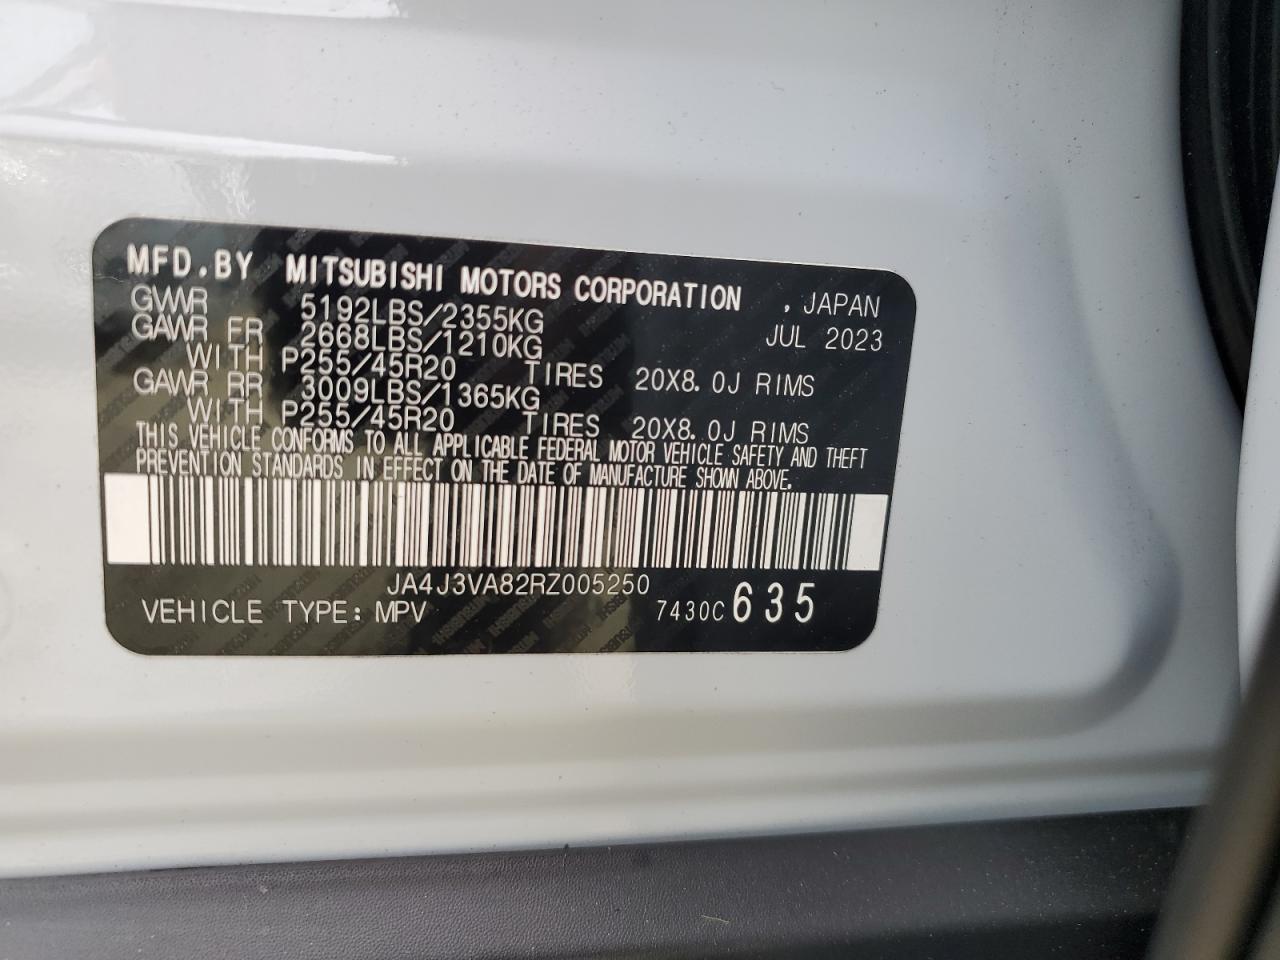 MFD.BY MITSUBISHI MOTORS CORPORATION , JAPAN
GVWR 5192LBS/2355KG JUL 2023
GAWR FR 2668LBS/1210KG
WITH P255/45R20 TIRES 20X8.0J RIMS
GAWR RR 3009LBS/1365KG
WITH P255/45R20 TIRES 20X8.0J RIMS
THIS VEHICLE CONFORMS TO ALL APPLICABLE FEDERAL MOTOR VEHICLE SAFETY AND THEFT
PREVENTION STANDARDS IN EFFECT ON THE DATE OF MANUFACTURE SHOWN ABOVE.
JA4J3VA82RZ005250
VEHICLE TYPE: MPV 7430C 635